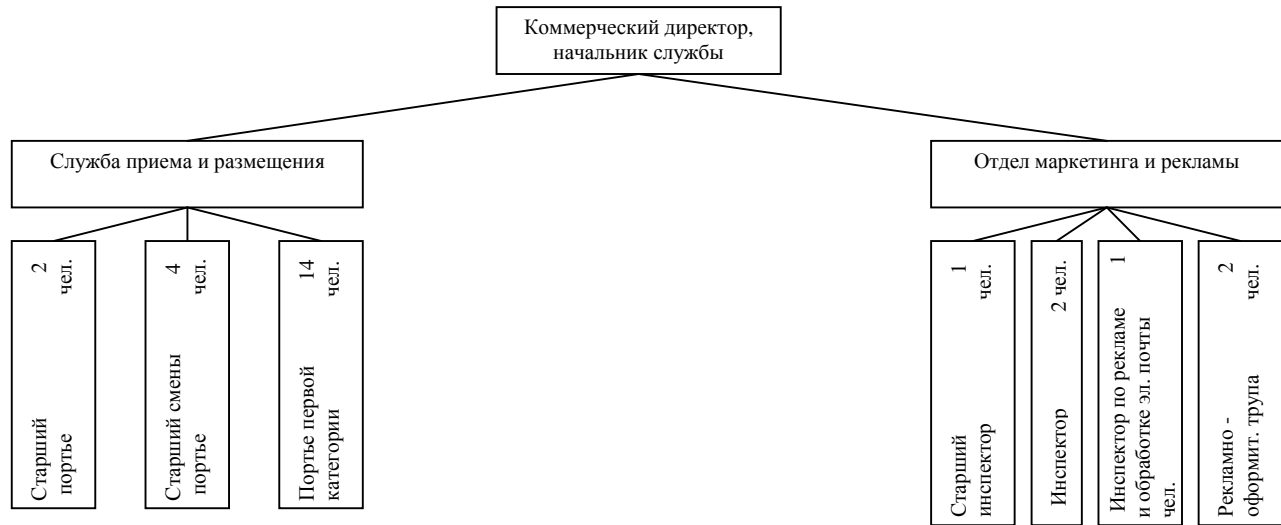 Коммерческий директор,
начальник службы
Служба приема и размещения
Отдел маркетинга и рекламы
Старший 2
портье чел.
Старший смены 4
портье чел.
Портье первой 14
категории чел.
Старший 1
инспектор чел.
Инспектор 2 чел.
Инспектор по рекламе 1
и обработке эл. почты
чел.
Рекламно - 2
оформит. трупа чел.